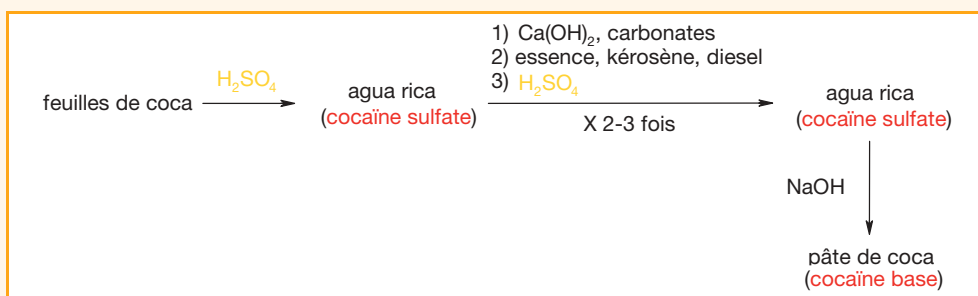 1) Ca(OH)₂, carbonates
2) essence, kérosène, diesel
3) H₂SO₄
feuilles de coca
H₂SO₄
agua rica
(cocaïne sulfate)
X 2-3 fois
agua rica
(cocaïne sulfate)
NaOH
pâte de coca
(cocaïne base)